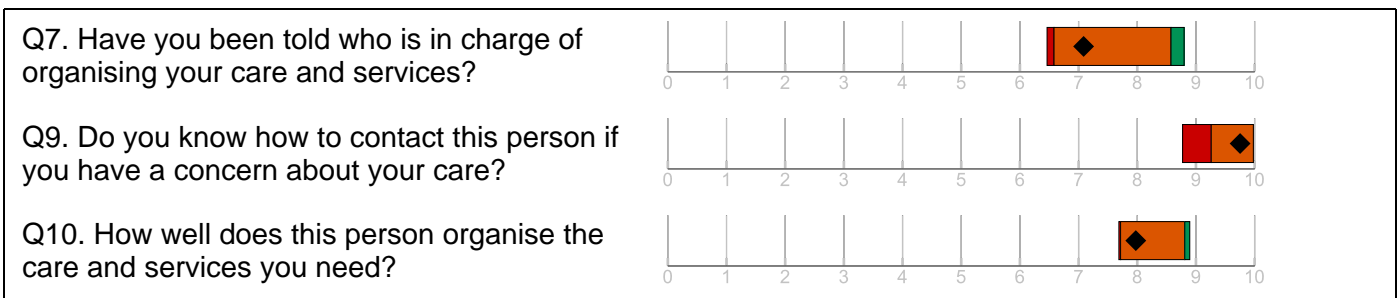 Q7. Have you been told who is in charge of
organising your care and services?
0 1 2 3 4 5 6 7 8 9 10
Q9. Do you know how to contact this person if
you have a concern about your care?
0 1 2 3 4 5 6 7 8 9 10
Q10. How well does this person organise the
care and services you need?
0 1 2 3 4 5 6 7 8 9 10